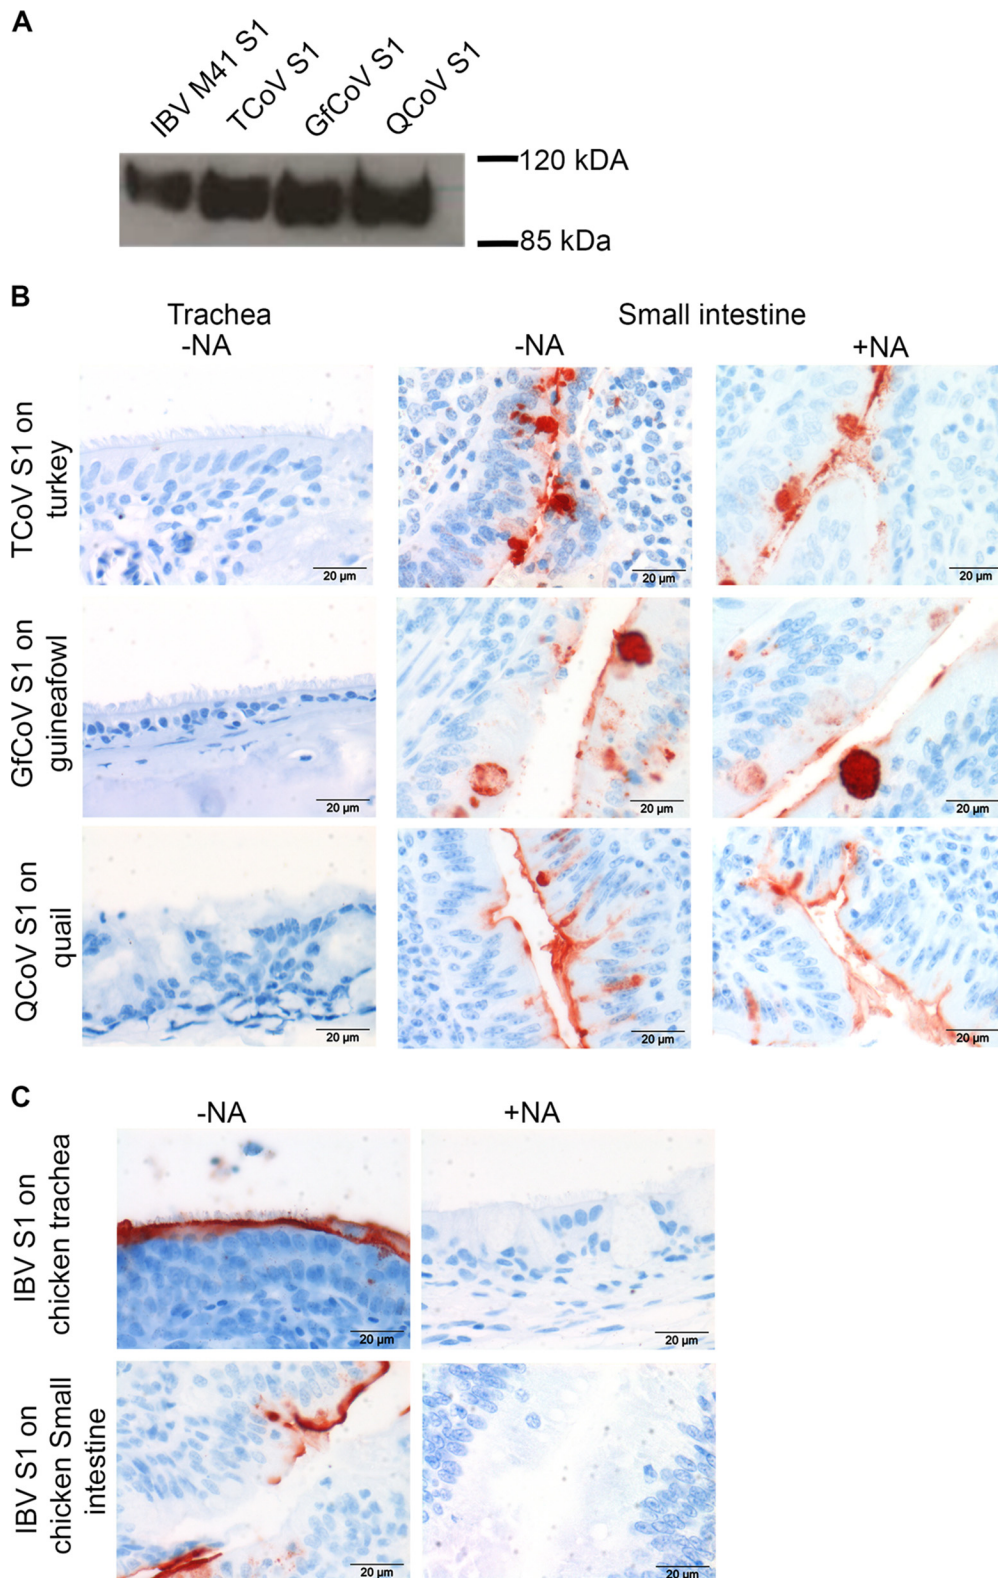 A
IBV M41 S1
TCoV S1
GfCoV S1
QCoV S1
120 kDA
85 kDa
B
Trachea
-NA
Small intestine
-NA
+NA
TCoV S1 on
turkey
20 µm
20 µm
20 µm
GfCoV S1 on
guineafowl
20 µm
20 µm
20 µm
QCoV S1 on
quail
20 µm
20 µm
20 µm
C
-NA
+NA
IBV S1 on
chicken trachea
20 µm
20 µm
IBV S1 on
chicken Small
intestine
20 µm
20 µm